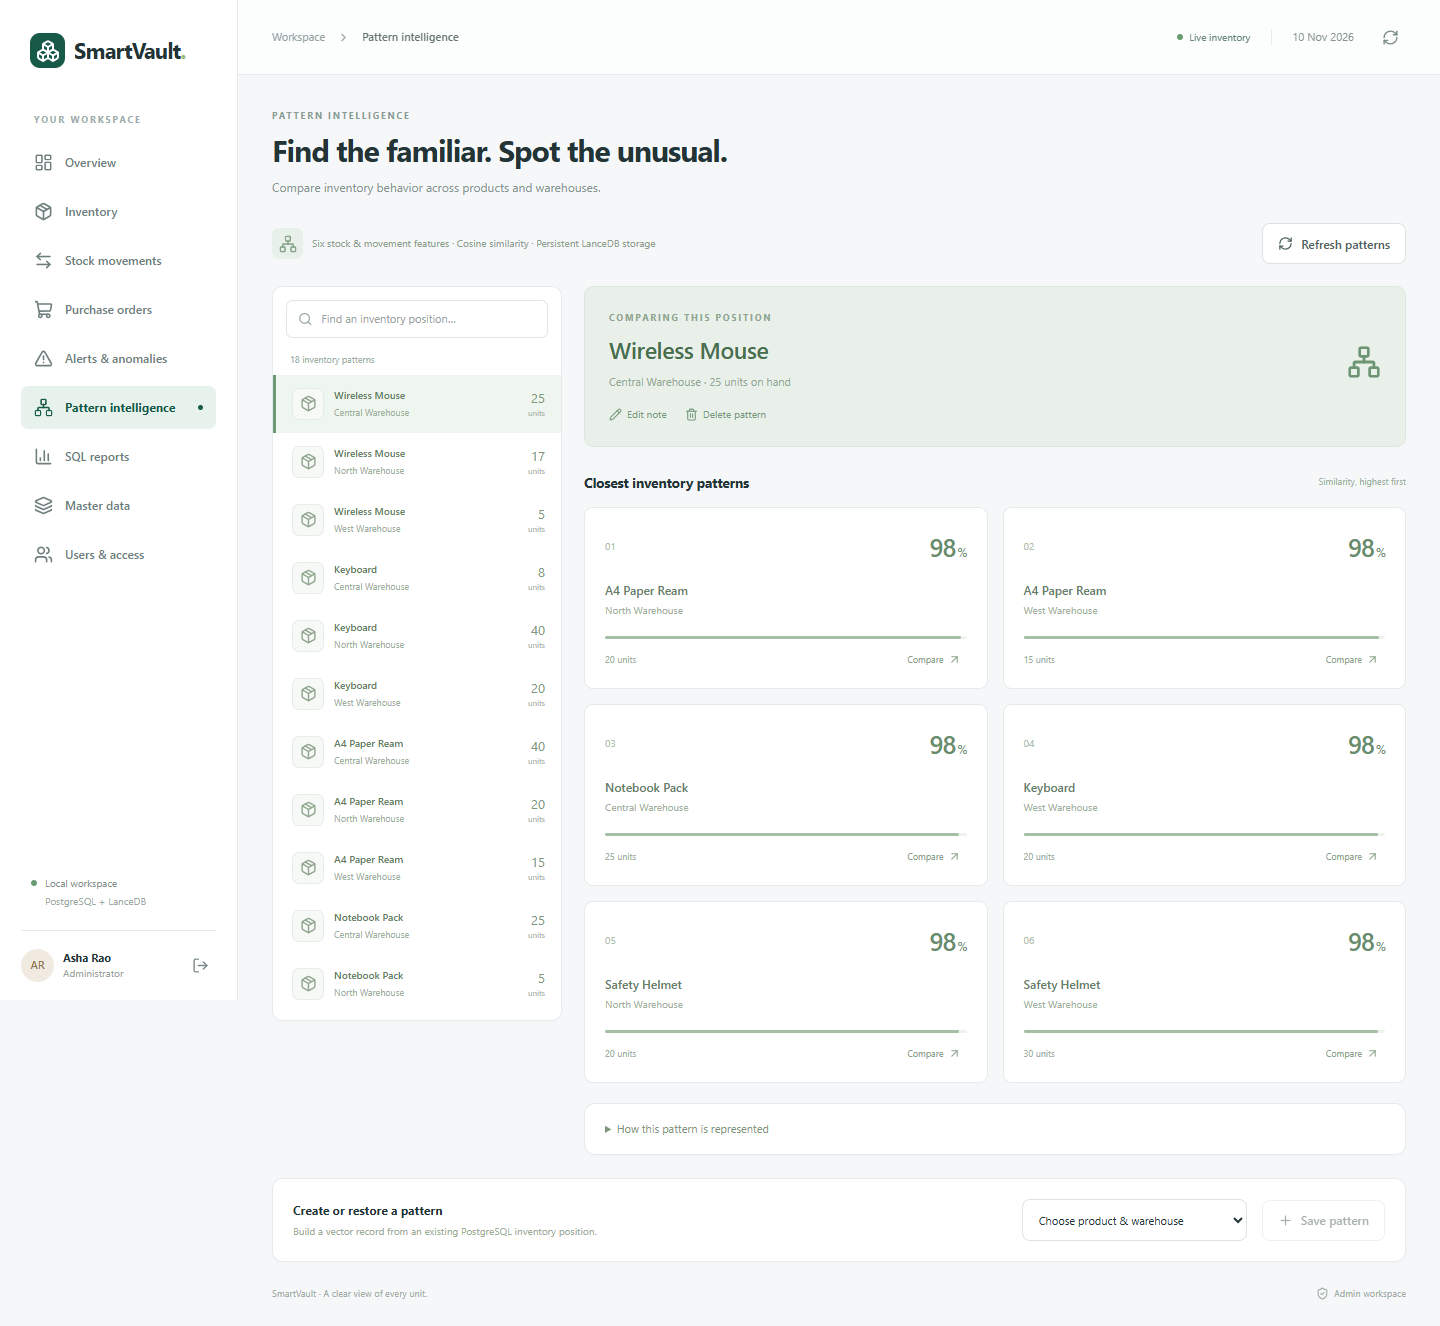 SmartVault.
YOUR WORKSPACE
Overview
Inventory
Stock movements
Purchase orders
Alerts & anomalies
Pattern intelligence
SQL reports
Master data
Users & access
Local workspace
PostgreSQL + LanceDB
AR
Asha Rao
Administrator
Workspace > Pattern intelligence
Live inventory
10 Nov 2026
PATTERN INTELLIGENCE
Find the familiar. Spot the unusual.
Compare inventory behavior across products and warehouses.
Six stock & movement features · Cosine similarity · Persistent LanceDB storage
Refresh patterns
Find an inventory position...
18 inventory patterns
Wireless Mouse 25
Central Warehouse units
Wireless Mouse 17
North Warehouse units
Wireless Mouse 5
West Warehouse units
Keyboard 8
Central Warehouse units
Keyboard 40
North Warehouse units
Keyboard 20
West Warehouse units
A4 Paper Ream 40
Central Warehouse units
A4 Paper Ream 20
North Warehouse units
A4 Paper Ream 15
West Warehouse units
Notebook Pack 25
Central Warehouse units
Notebook Pack 5
North Warehouse units
COMPARING THIS POSITION
Wireless Mouse
Central Warehouse · 25 units on hand
Edit note Delete pattern
Closest inventory patterns
Similarity, highest first
01 98%
A4 Paper Ream
North Warehouse
20 units Compare
02 98%
A4 Paper Ream
West Warehouse
15 units Compare
03 98%
Notebook Pack
Central Warehouse
25 units Compare
04 98%
Keyboard
West Warehouse
20 units Compare
05 98%
Safety Helmet
North Warehouse
20 units Compare
06 98%
Safety Helmet
West Warehouse
30 units Compare
How this pattern is represented
Create or restore a pattern
Build a vector record from an existing PostgreSQL inventory position.
Choose product & warehouse
Save pattern
SmartVault · A clear view of every unit.
Admin workspace